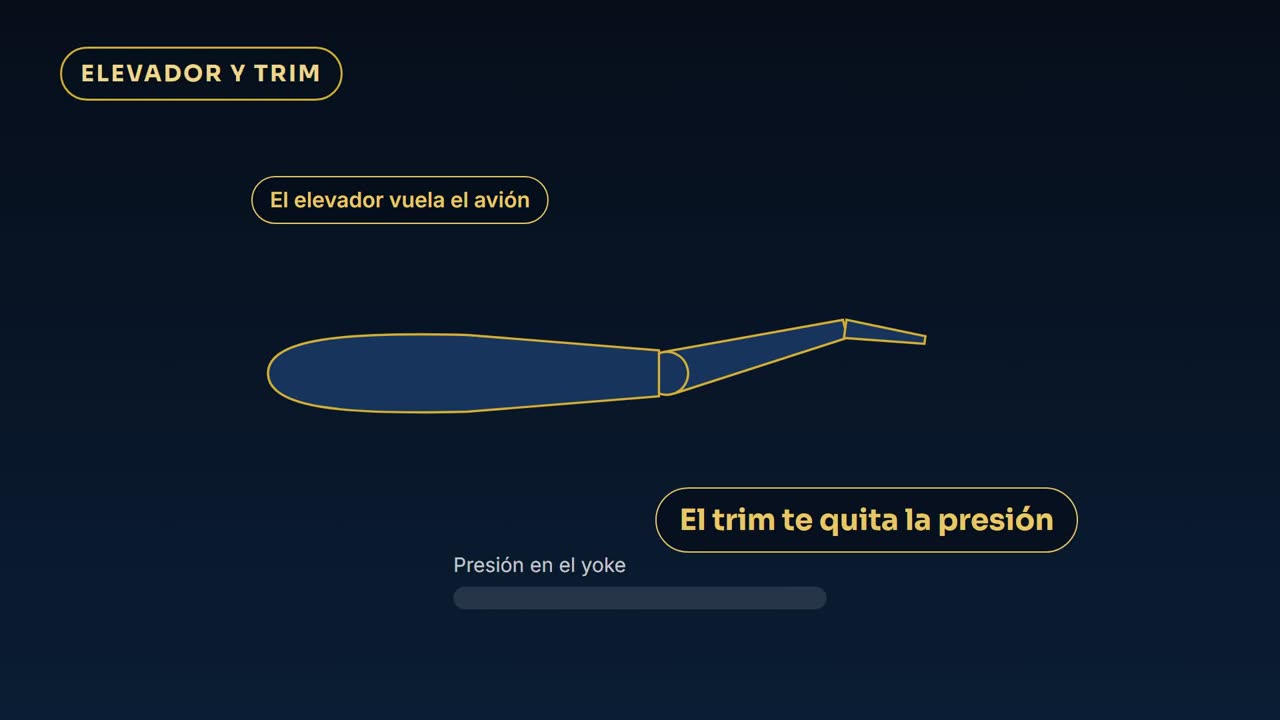 ELEVADOR Y TRIM
El elevador vuela el avión
El trim te quita la presión
Presión en el yoke